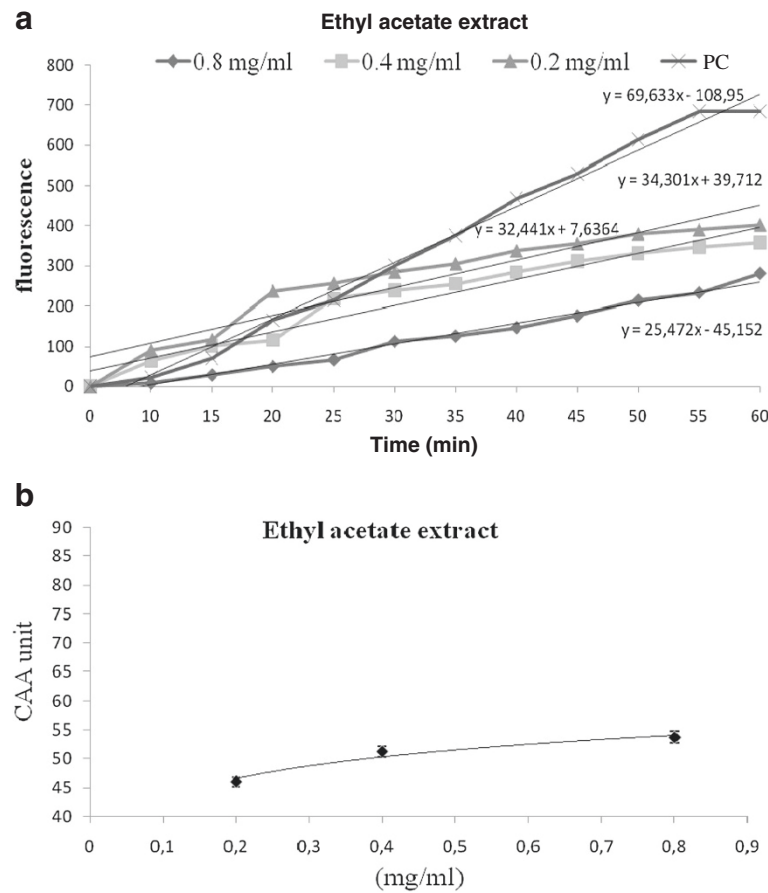 a
Ethyl acetate extract
0.8 mg/ml 0.4 mg/ml 0.2 mg/ml PC
800
700
600
500
400
300
200
100
0
fluorescence
y = 69,633x - 108,95
y = 34,301x + 39,712
y = 32,441x + 7,6364
y = 25,472x - 45,152
0 10 15 20 25 30 35 40 45 50 55 60
Time (min)
b
Ethyl acetate extract
90
85
80
75
70
65
60
55
50
45
40
CAA unit
0 0,1 0,2 0,3 0,4 0,5 0,6 0,7 0,8 0,9
(mg/ml)